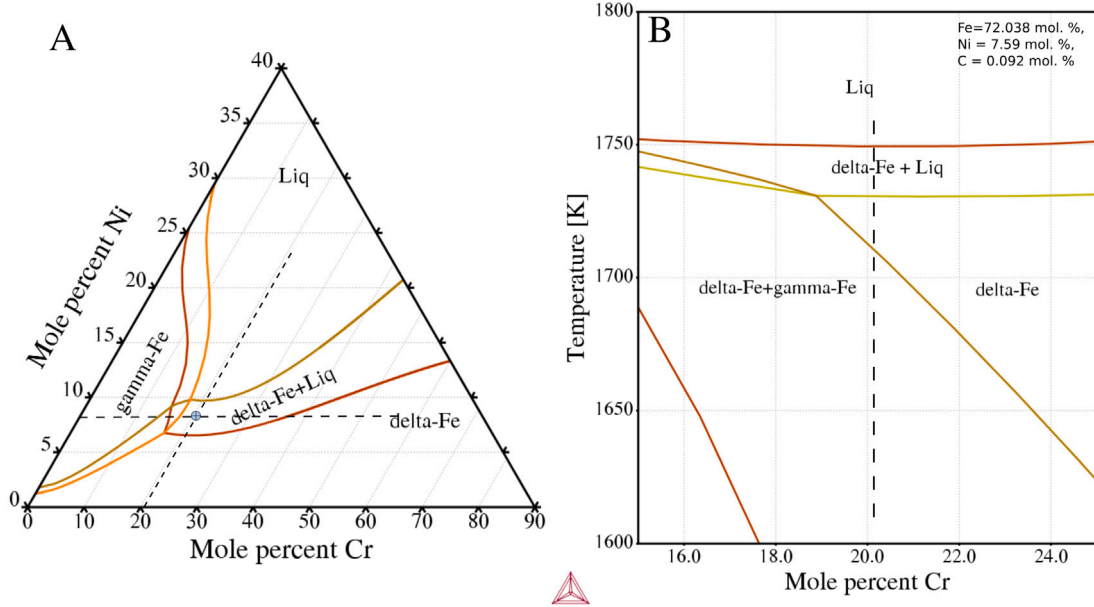 A
40
35
30
25
20
15
10
5
0
Mole percent Ni
Liq
gamma-Fe
delta-Fe+Liq
delta-Fe
0 10 20 30 40 50 60 70 80 90
Mole percent Cr
B
Fe=72.038 mol. %,
Ni = 7.59 mol. %,
C = 0.092 mol. %
1800
1750
1700
1650
1600
Temperature [K]
Liq
delta-Fe + Liq
delta-Fe+gamma-Fe
delta-Fe
16.0 18.0 20.0 22.0 24.0
Mole percent Cr